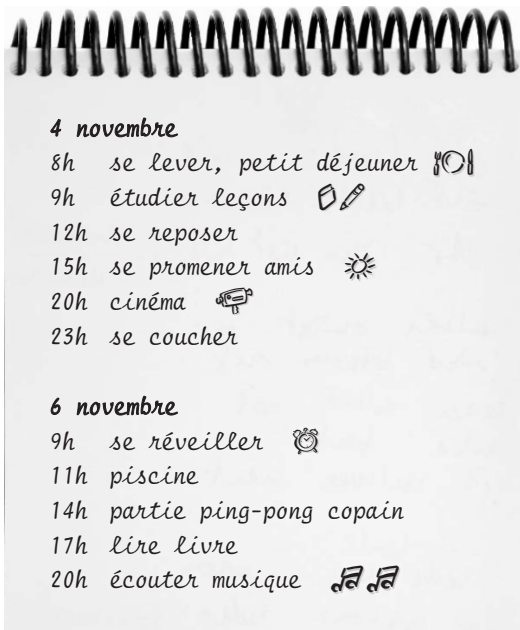 4 novembre
8h se lever, petit déjeuner
9h étudier leçons
12h se reposer
15h se promener amis
20h cinéma
23h se coucher
6 novembre
9h se réveiller
11h piscine
14h partie ping-pong copain
17h lire livre
20h écouter musique